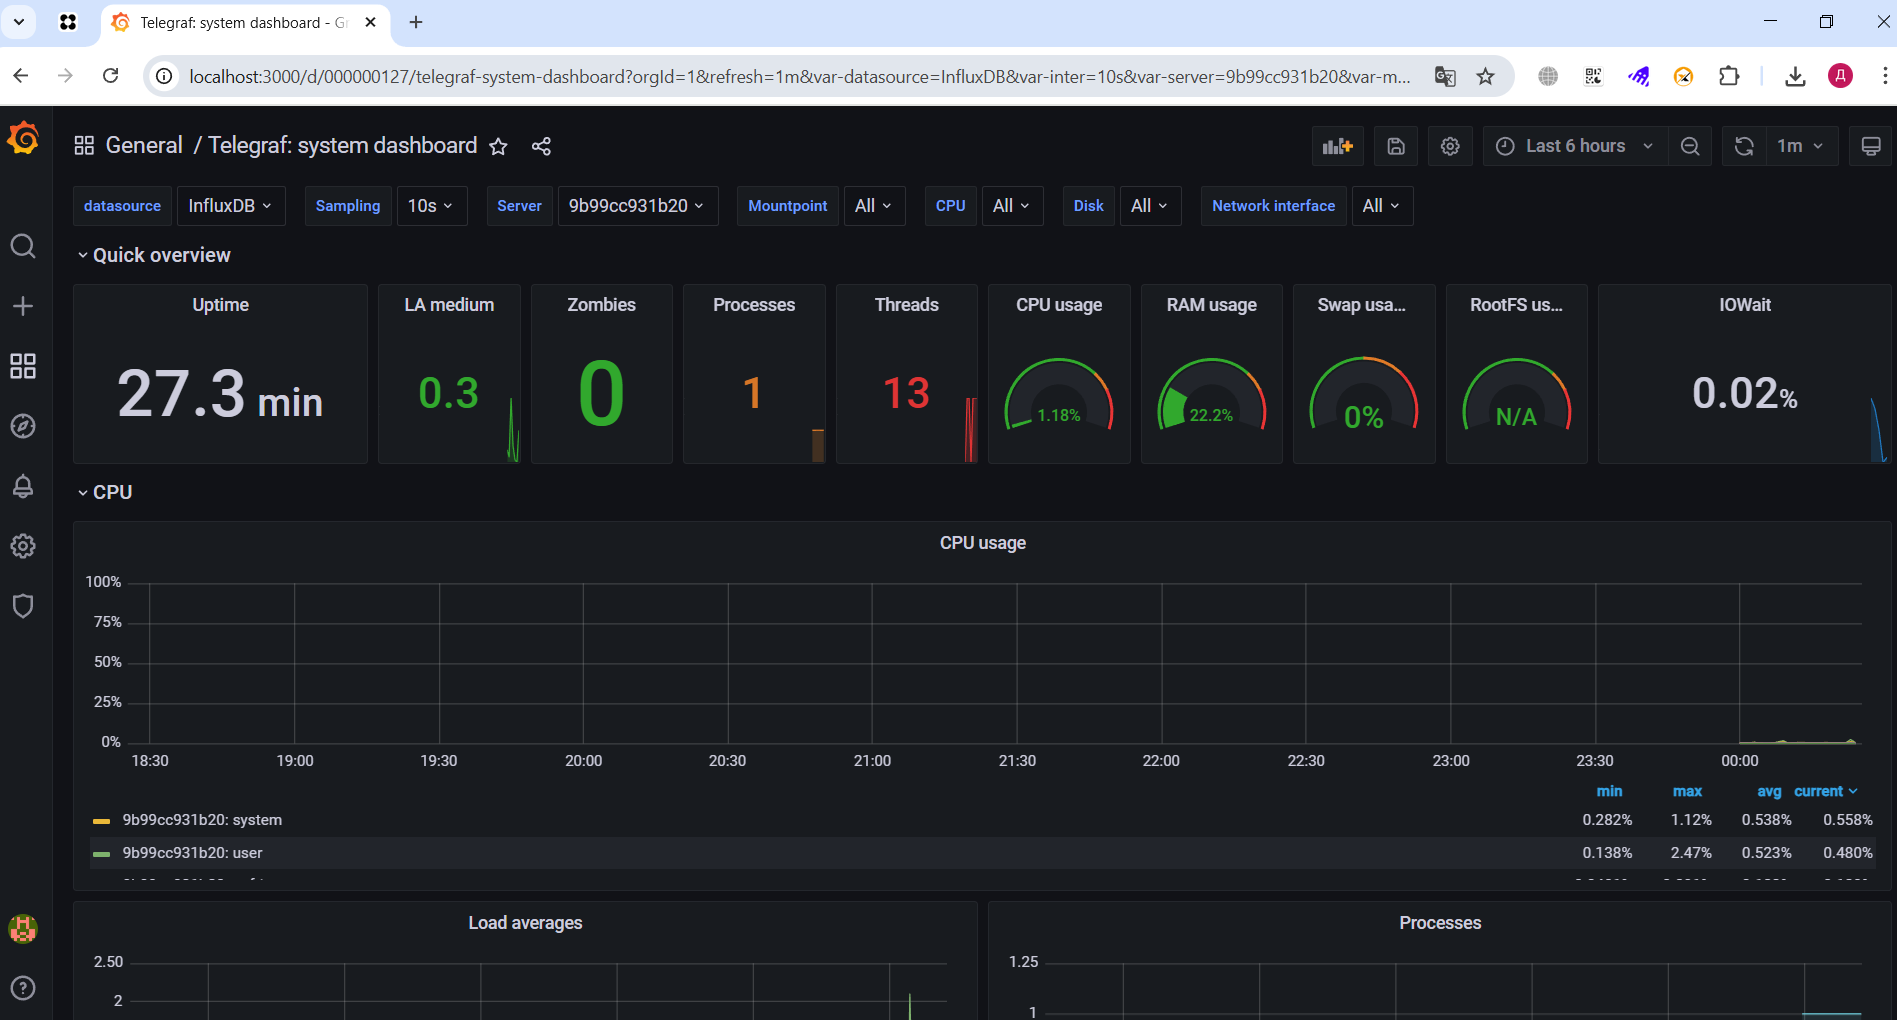 Telegraf: system dashboard - G
localhost:3000/d/000000127/telegraf-system-dashboard?orgId=1&refresh=1m&var-datasource=InfluxDB&var-inter=10s&var-server=9b99cc931b20&var-m...
Д
General / Telegraf: system dashboard
Last 6 hours
1m
datasource InfluxDB Sampling 10s Server 9b99cc931b20 Mountpoint All CPU All Disk All Network interface All
Quick overview
Uptime LA medium Zombies Processes Threads CPU usage RAM usage Swap usa... RootFS us... IOWait
27.3 min 0.3 0 1 13 1.18% 22.2% 0% N/A 0.02%
CPU
CPU usage
100%
75%
50%
25%
0%
18:30 19:00 19:30 20:00 20:30 21:00 21:30 22:00 22:30 23:00 23:30 00:00
min max avg current
9b99cc931b20: system 0.282% 1.12% 0.538% 0.558%
9b99cc931b20: user 0.138% 2.47% 0.523% 0.480%
Load averages
2.50
2
Processes
1.25
1